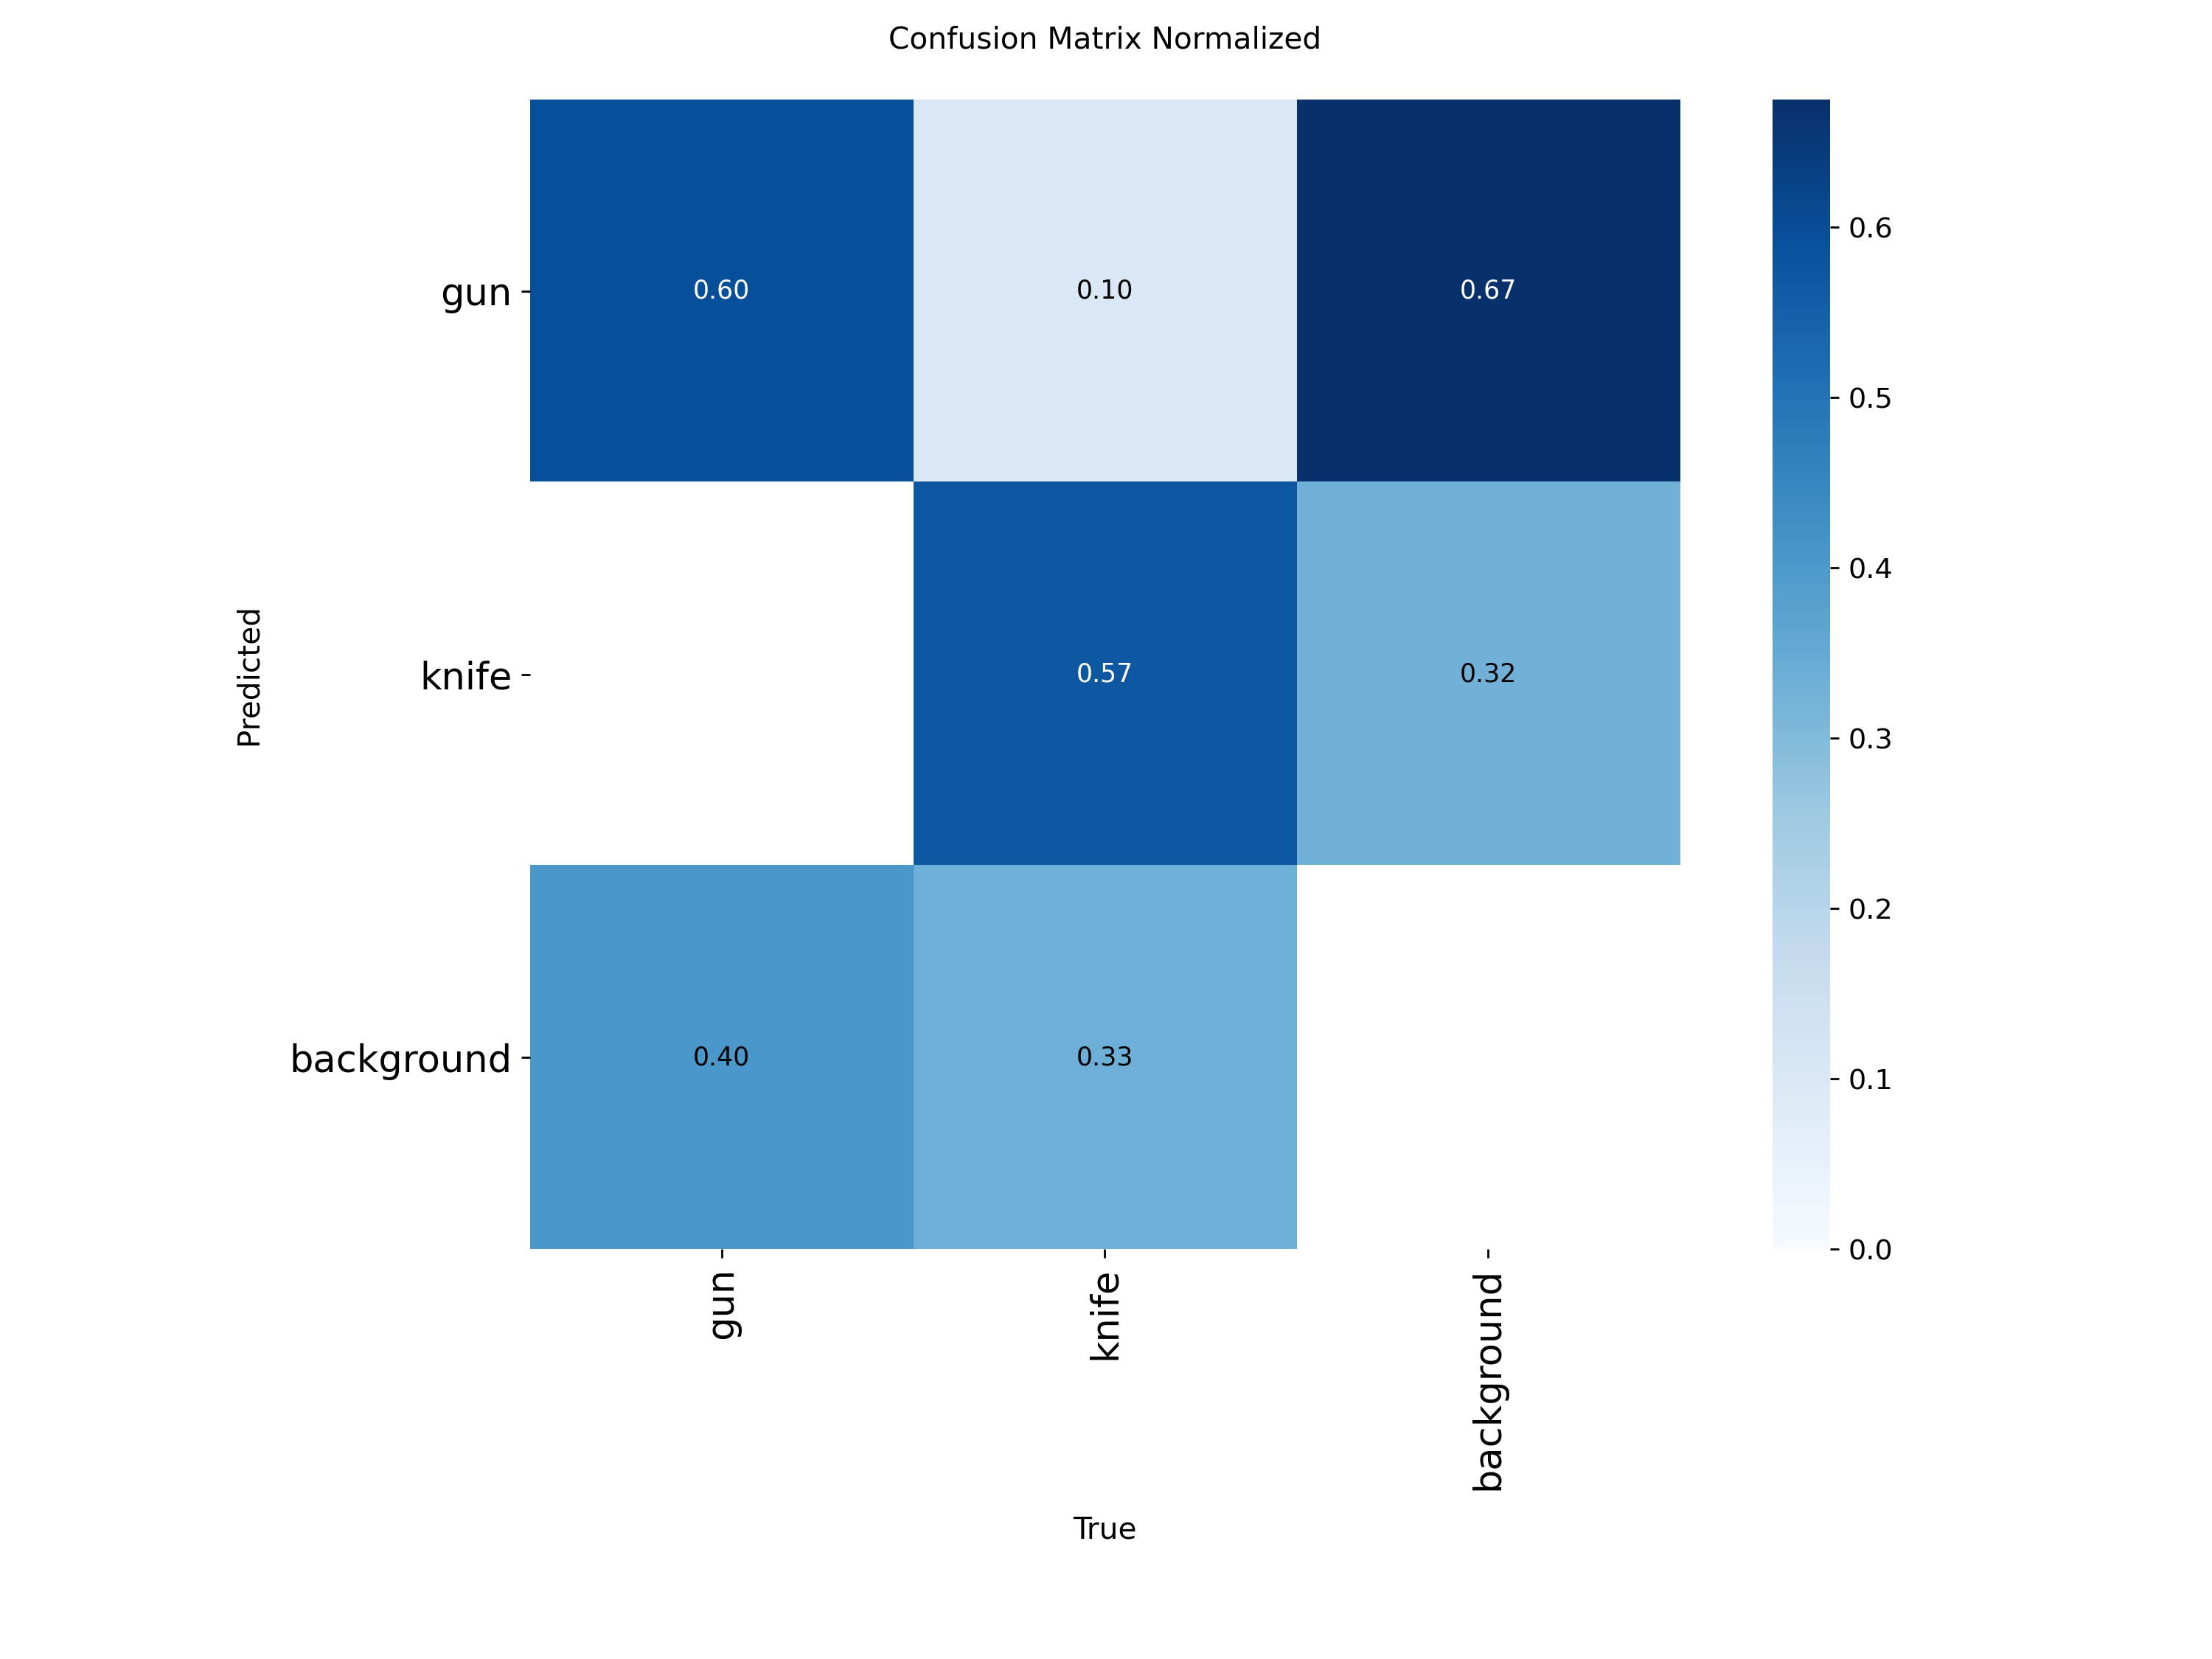 Confusion Matrix Normalized
gun
0.60
0.10
0.67
knife
0.57
0.32
background
0.40
0.33
Predicted
gun
knife
background
True
0.6
0.5
0.4
0.3
0.2
0.1
0.0